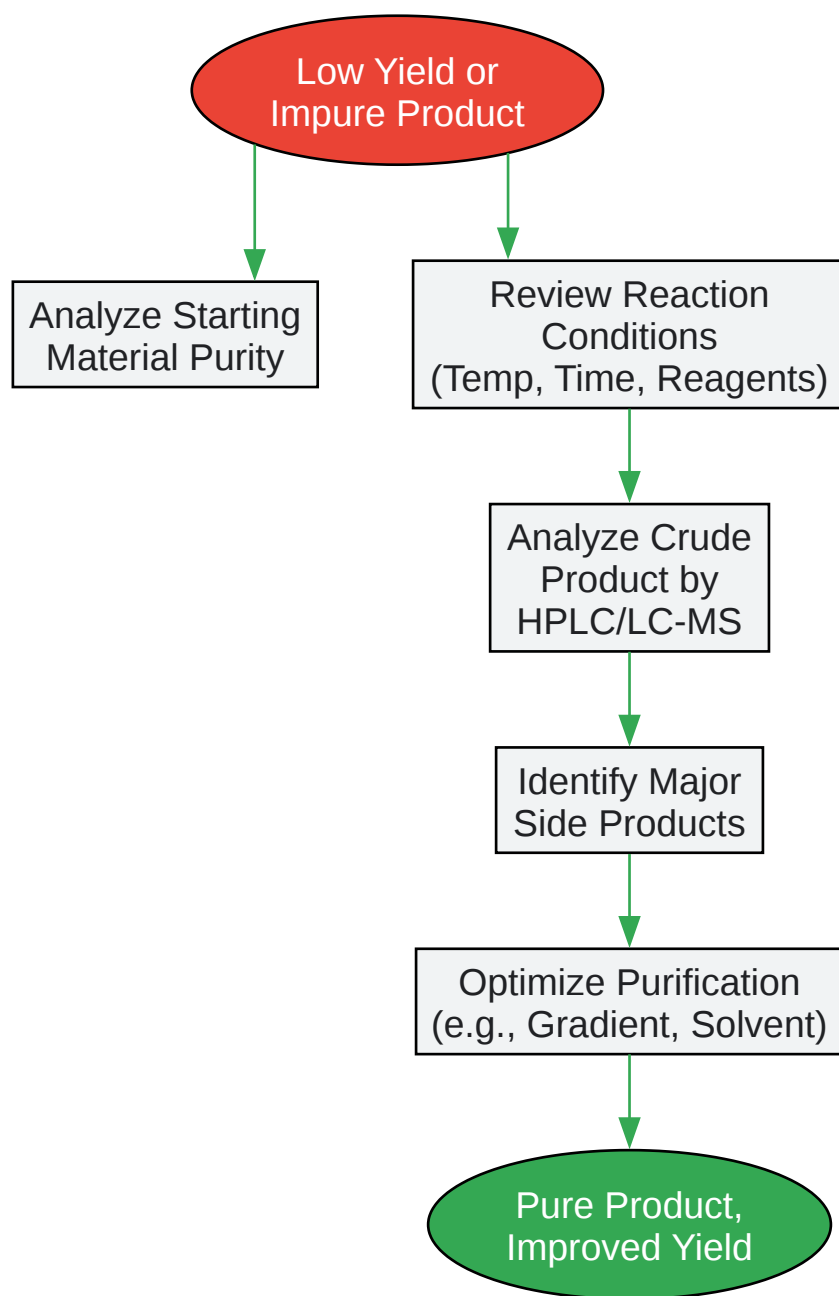 Low Yield or
Impure Product
Analyze Starting
Material Purity
Review Reaction
Conditions
(Temp, Time, Reagents)
Analyze Crude
Product by
HPLC/LC-MS
Identify Major
Side Products
Optimize Purification
(e.g., Gradient, Solvent)
Pure Product,
Improved Yield